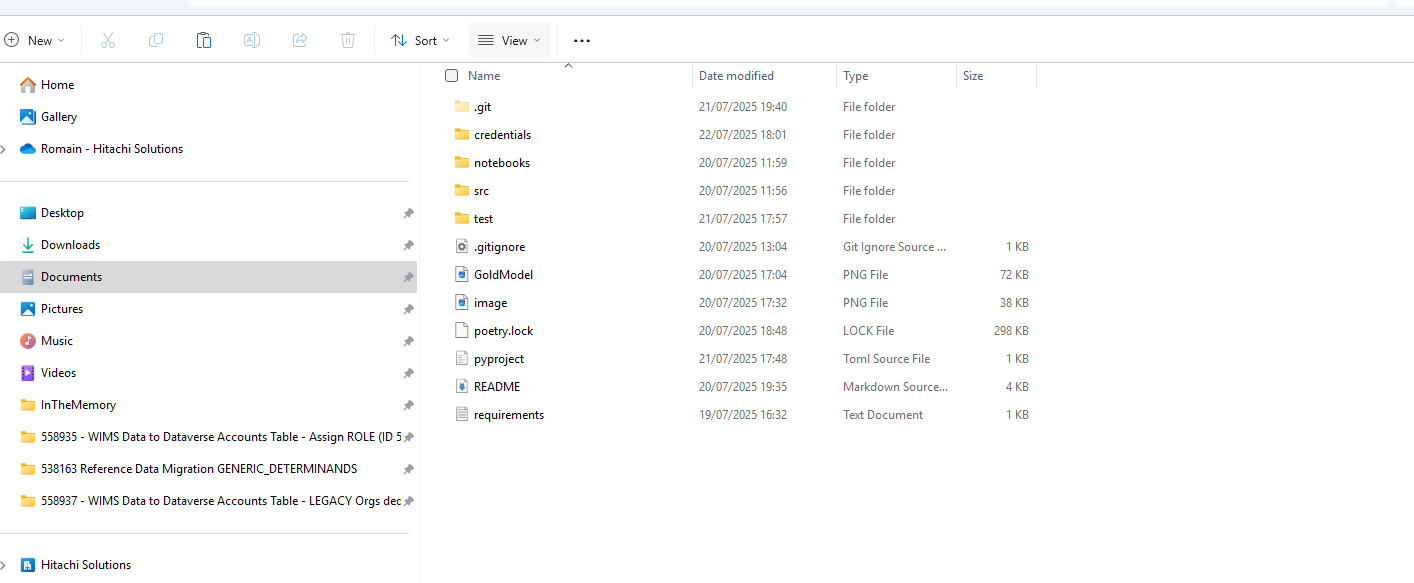 New Sort View
Home
Gallery
Romain - Hitachi Solutions
Desktop
Downloads
Documents
Pictures
Music
Videos
InTheMemory
558935 - WIMS Data to Dataverse Accounts Table - Assign ROLE (ID 5
538163 Reference Data Migration GENERIC_DETERMINANDS
558937 - WIMS Data to Dataverse Accounts Table - LEGACY Orgs dec
Hitachi Solutions
Name Date modified Type Size
.git 21/07/2025 19:40 File folder
credentials 22/07/2025 18:01 File folder
notebooks 20/07/2025 11:59 File folder
src 20/07/2025 11:56 File folder
test 21/07/2025 17:57 File folder
.gitignore 20/07/2025 13:04 Git Ignore Source ... 1 KB
GoldModel 20/07/2025 17:04 PNG File 72 KB
image 20/07/2025 17:32 PNG File 38 KB
poetry.lock 20/07/2025 18:48 LOCK File 298 KB
pyproject 21/07/2025 17:48 Toml Source File 1 KB
README 20/07/2025 19:35 Markdown Source... 4 KB
requirements 19/07/2025 16:32 Text Document 1 KB